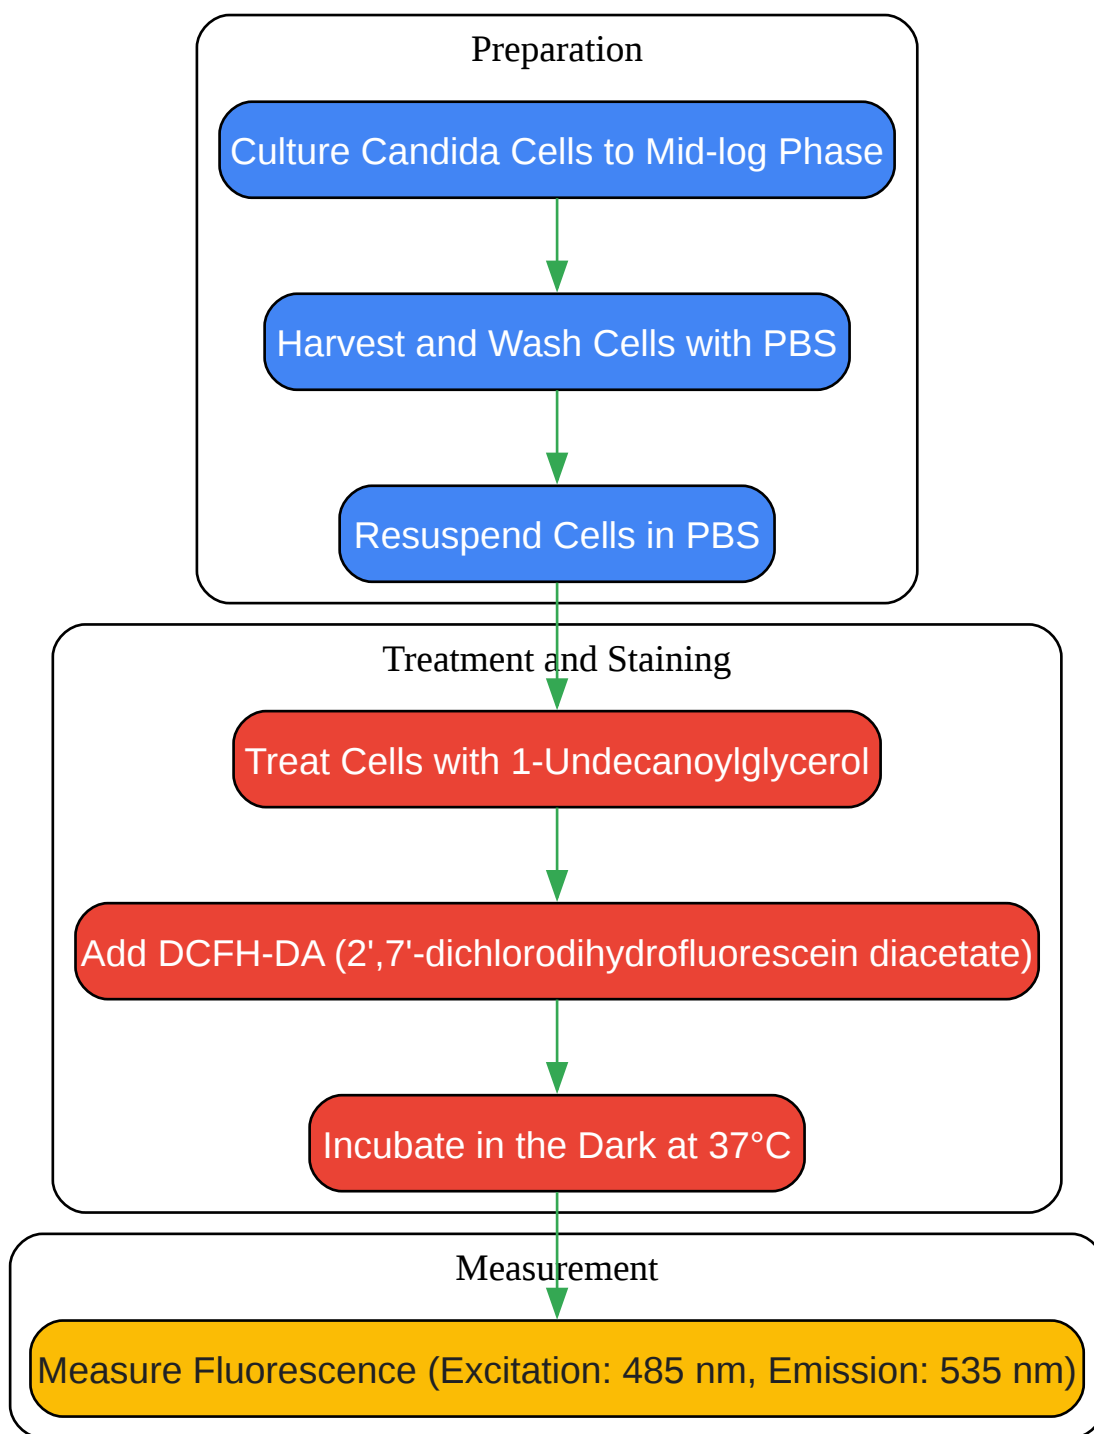 Preparation
Culture Candida Cells to Mid-log Phase
Harvest and Wash Cells with PBS
Resuspend Cells in PBS
Treatment and Staining
Treat Cells with 1-Undecanoylglycerol
Add DCFH-DA (2',7'-dichlorodihydrofluorescein diacetate)
Incubate in the Dark at 37°C
Measurement
Measure Fluorescence (Excitation: 485 nm, Emission: 535 nm)